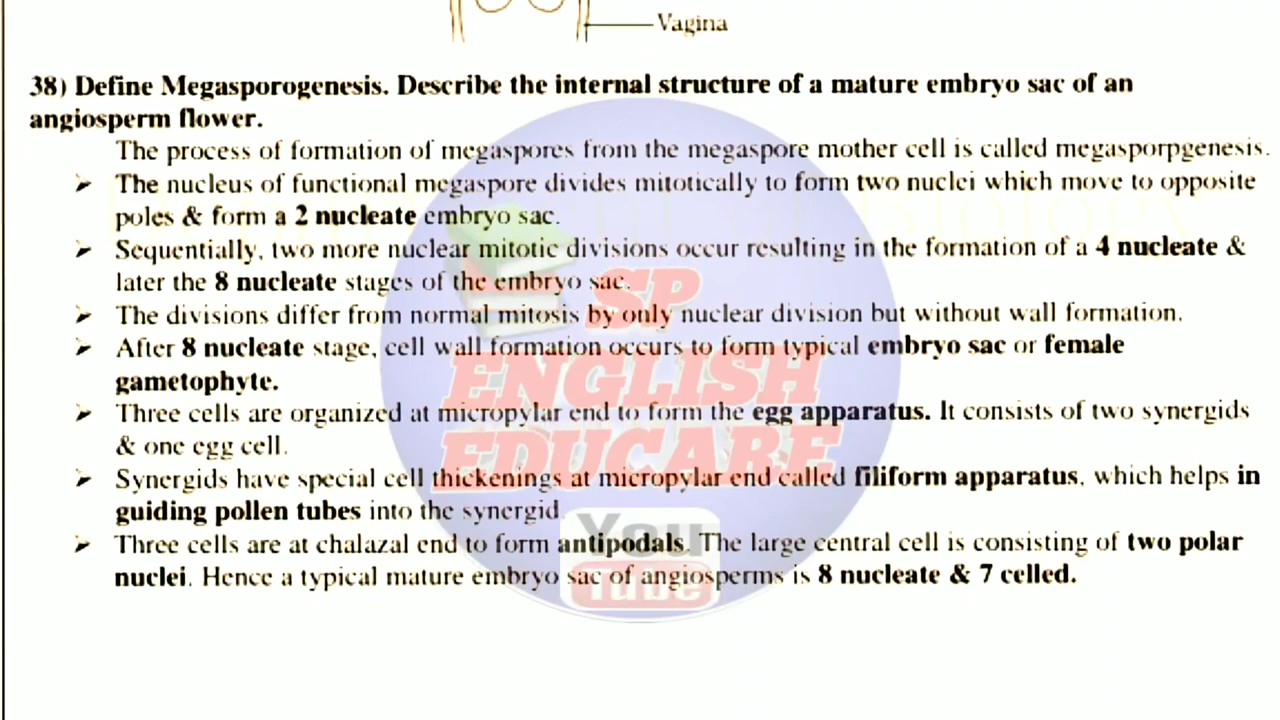 Vagina
38) Define Megasporogenesis. Describe the internal structure of a mature embryo sac of an
angiosperm flower.
The process of formation of megaspores from the megaspore mother cell is called megasporpgenesis.
➢ The nucleus of functional megaspore divides mitotically to form two nuclei which move to opposite
poles & form a 2 nucleate embryo sac.
➢ Sequentially, two more nuclear mitotic divisions occur resulting in the formation of a 4 nucleate &
later the 8 nucleate stages of the embryo sac.
➢ The divisions differ from normal mitosis by only nuclear division but without wall formation.
➢ After 8 nucleate stage, cell wall formation occurs to form typical embryo sac or female
gametophyte.
➢ Three cells are organized at micropylar end to form the egg apparatus. It consists of two synergids
& one egg cell.
➢ Synergids have special cell thickenings at micropylar end called filiform apparatus, which helps in
guiding pollen tubes into the synergid.
➢ Three cells are at chalazal end to form antipodals. The large central cell is consisting of two polar
nuclei. Hence a typical mature embryo sac of angiosperms is 8 nucleate & 7 celled.
SP
ENGLISH
EDUCARE
You
Tube